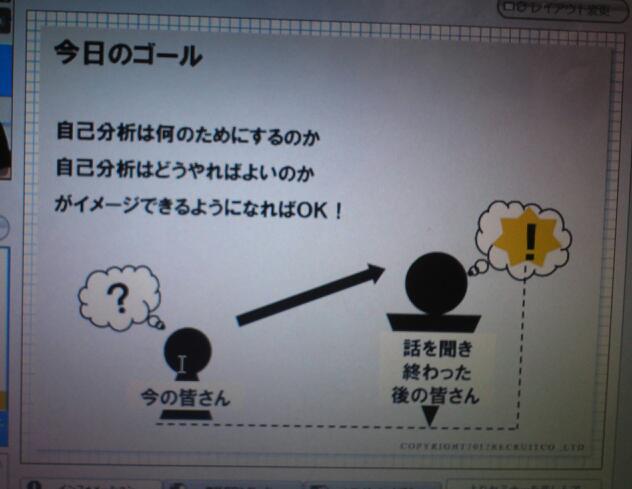 レイアウト変更
今日のゴール
自己分析は何のためにするのか
自己分析はどうやればよいのか
がイメージできるようになればOK!
!
?
話を聞き
終わった
後の皆さん
今の皆さん
COPYRIGHT2012RECRUITCO.,LTD